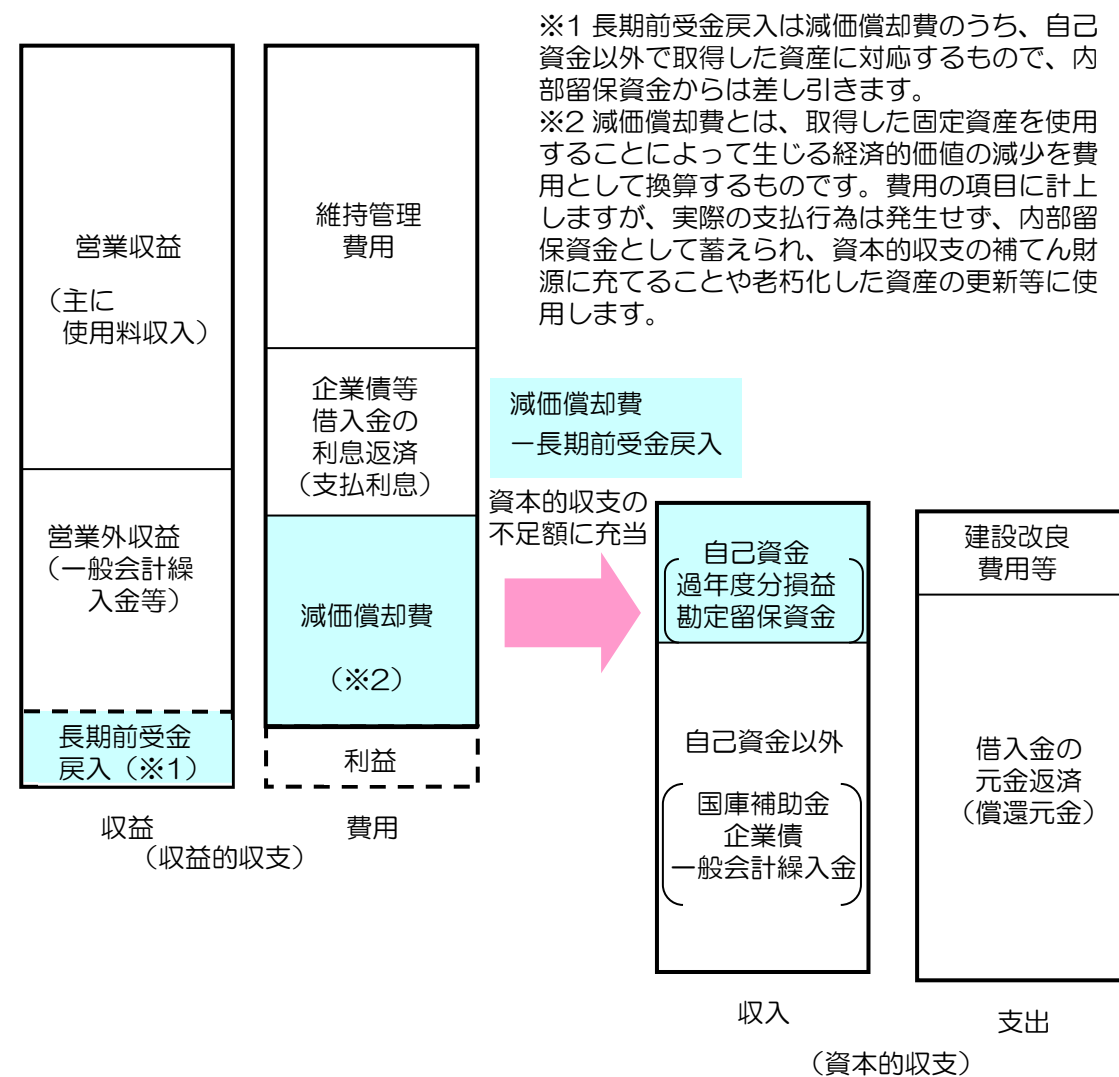 ※1 長期前受金戻入は減価償却費のうち、自己
資金以外で取得した資産に対応するもので、内
部留保資金からは差し引きます。
※2 減価償却費とは、取得した固定資産を使用
することによって生じる経済的価値の減少を費
用として換算するものです。費用の項目に計上
しますが、実際の支払行為は発生せず、内部留
保資金として蓄えられ、資本的収支の補てん財
源に充てることや老朽化した資産の更新等に使
用します。
営業収益
（主に
使用料収入）
営業外収益
（一般会計繰
入金等）
長期前受金
戻入（※1）
収益
維持管理
費用
企業債等
借入金の
利息返済
（支払利息）
減価償却費
（※2）
利益
費用
（収益的収支）
減価償却費
－長期前受金戻入
資本的収支の
不足額に充当
自己資金
過年度分損益
勘定留保資金
自己資金以外
国庫補助金
企業債
一般会計繰入金
収入
建設改良
費用等
借入金の
元金返済
（償還元金）
支出
（資本的収支）